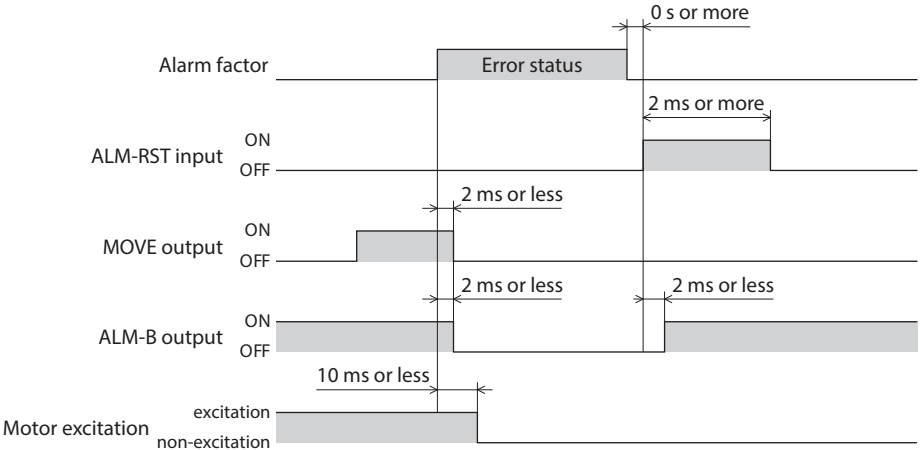 0 s or more
Alarm factor
Error status
2 ms or more
ALM-RST input
ON
OFF
2 ms or less
MOVE output
ON
OFF
2 ms or less
2 ms or less
ALM-B output
ON
OFF
10 ms or less
Motor excitation
excitation
non-excitation